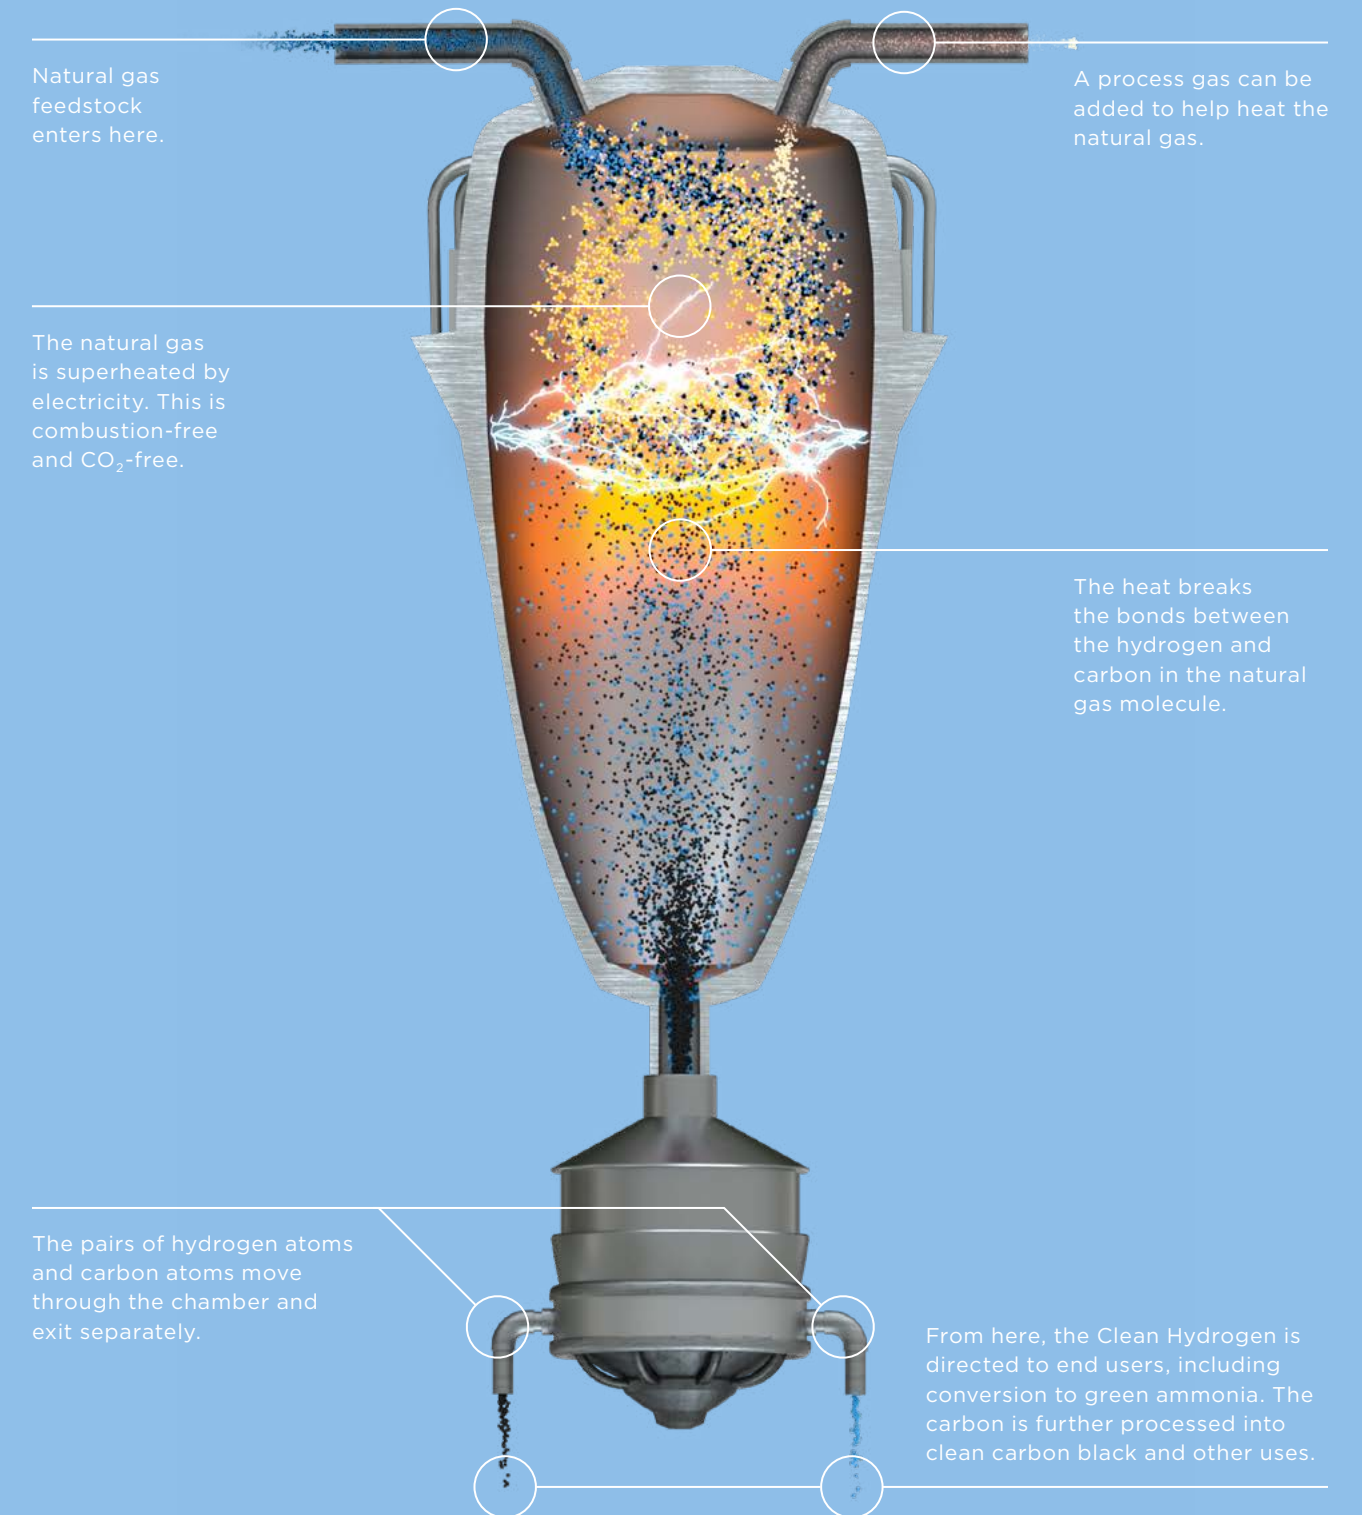 Natural gas
feedstock
enters here.
A process gas can be
added to help heat the
natural gas.
The natural gas
is superheated by
electricity. This is
combustion-free
and CO₂-free.
The heat breaks
the bonds between
the hydrogen and
carbon in the natural
gas molecule.
The pairs of hydrogen atoms
and carbon atoms move
through the chamber and
exit separately.
From here, the Clean Hydrogen is
directed to end users, including
conversion to green ammonia. The
carbon is further processed into
clean carbon black and other uses.